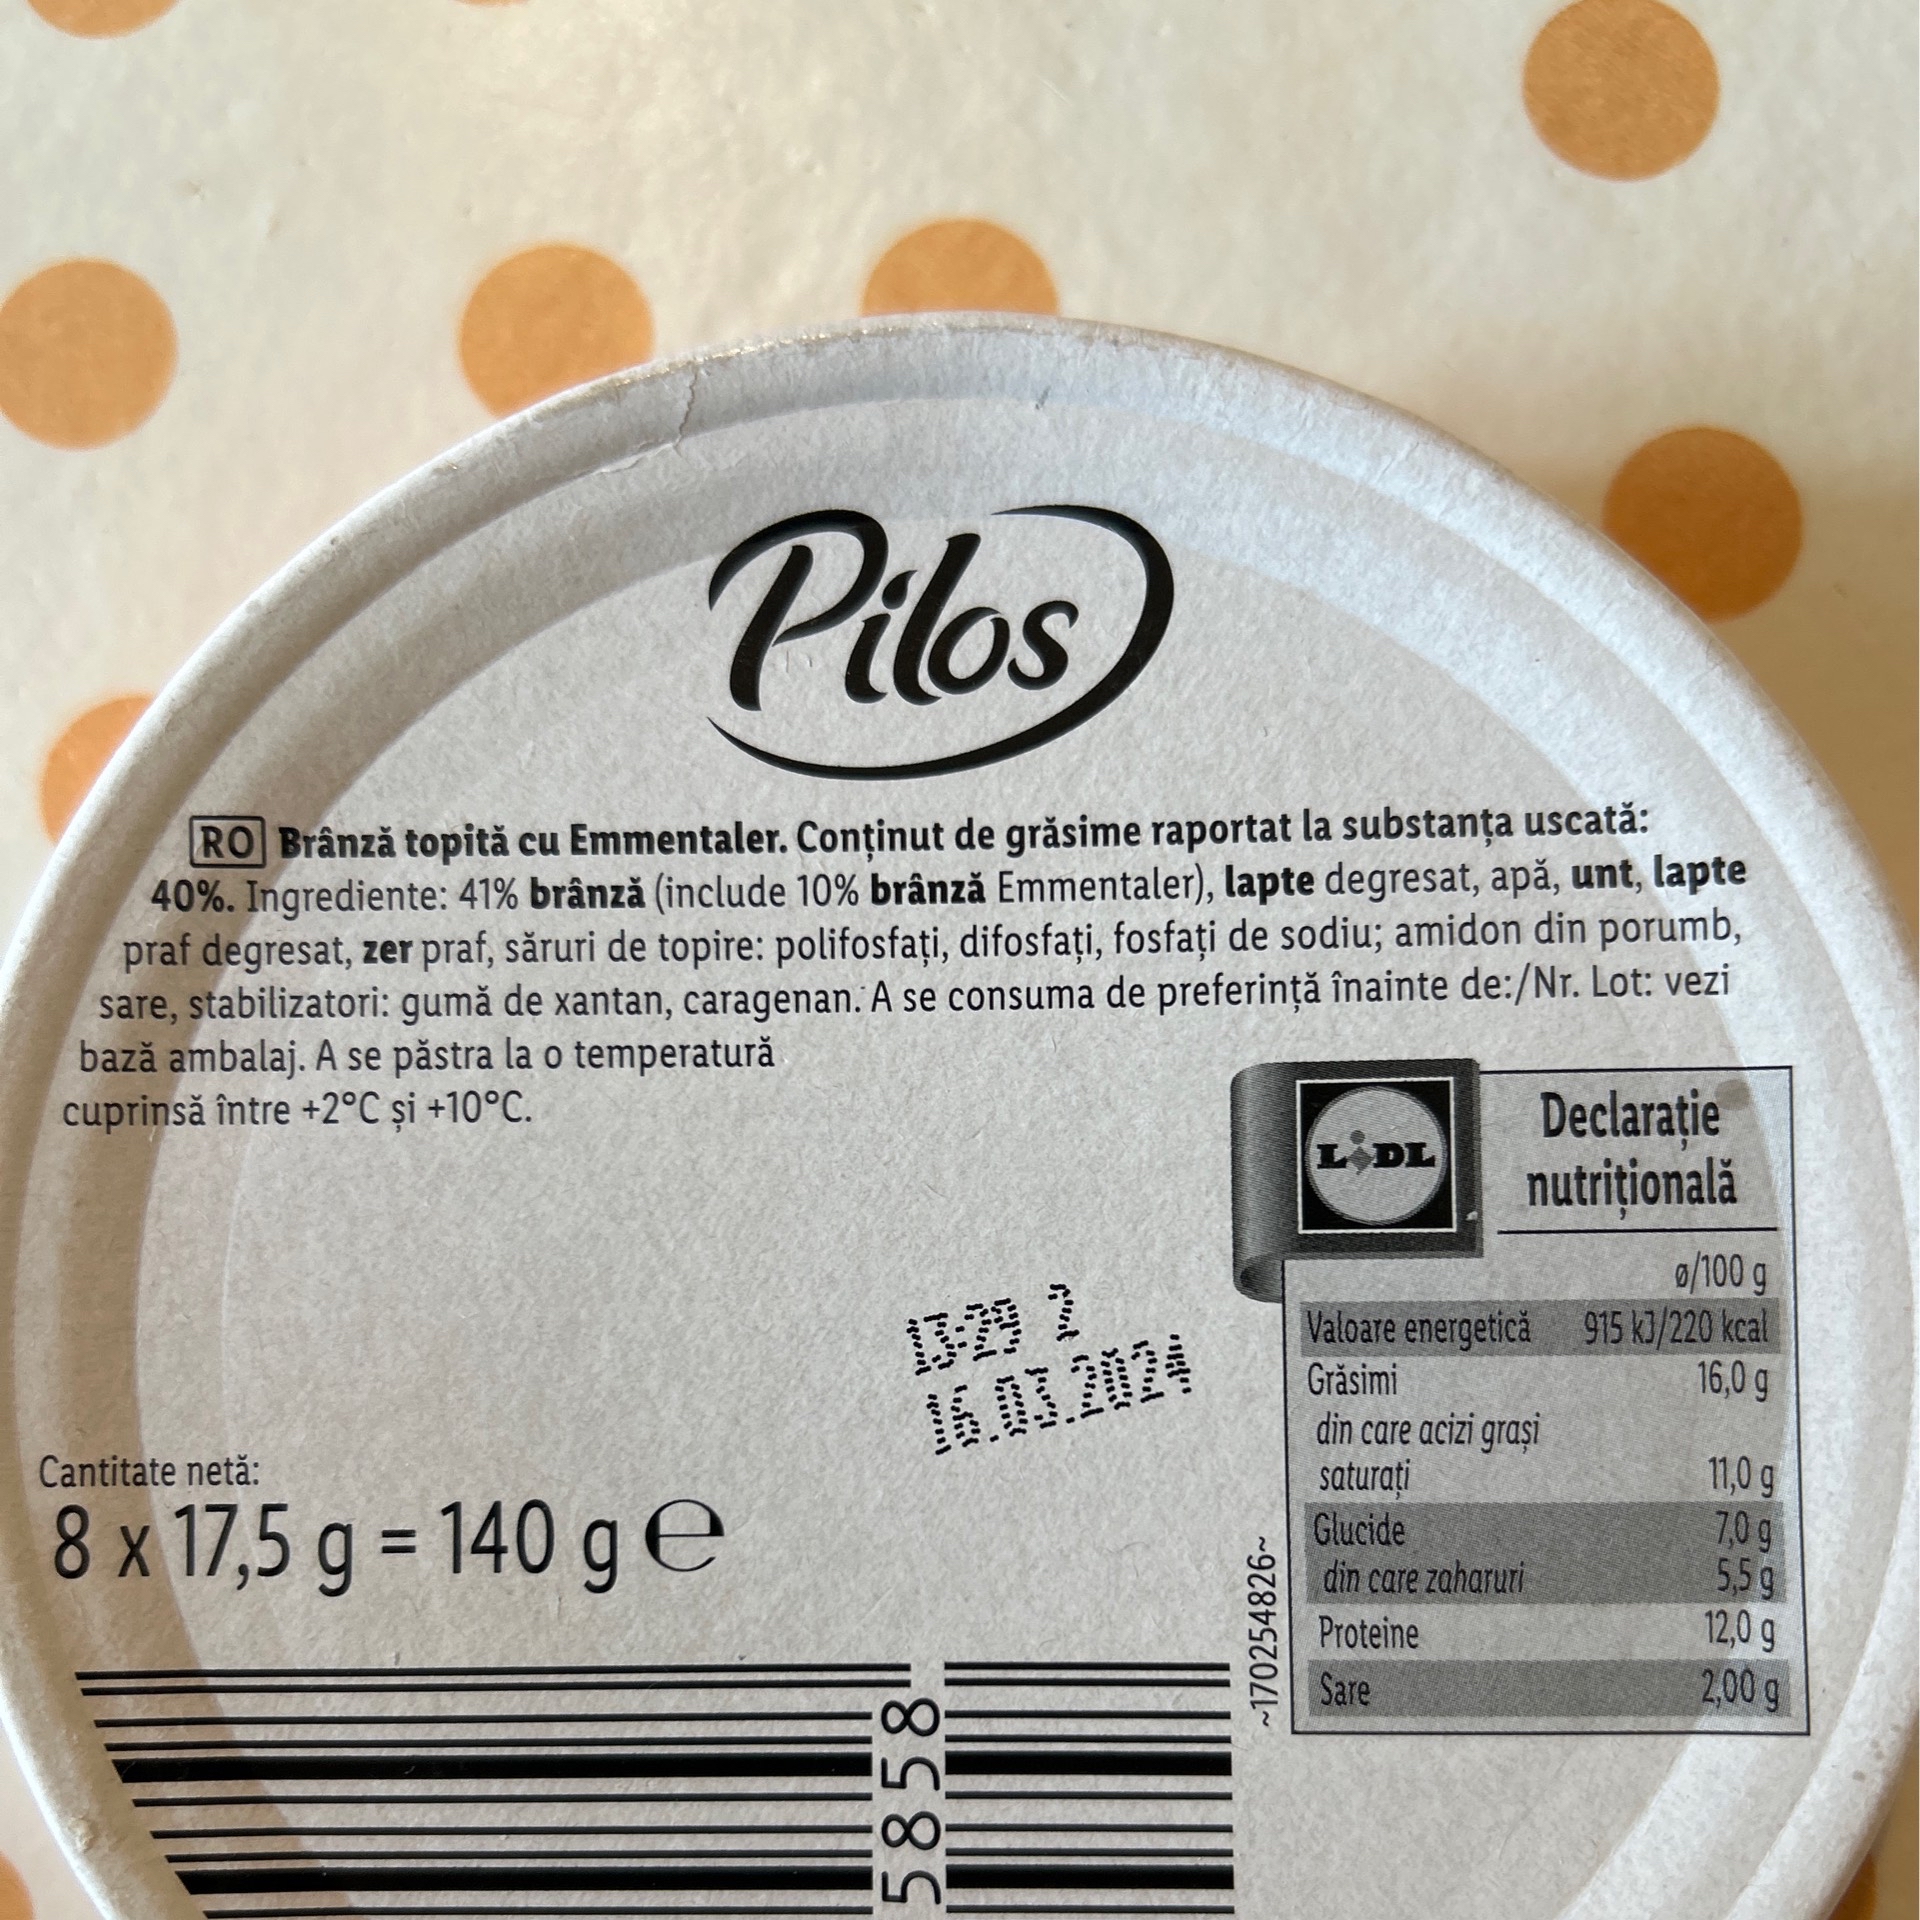 Pilos
RO Brânză topită cu Emmentaler. Conținut de grăsime raportat la substanța uscată:
40%. Ingrediente: 41% brânză (include 10% brânză Emmentaler), lapte degresat, apă, unt, lapte
praf degresat, zer praf, săruri de topire: polifosfați, difosfați, fosfați de sodiu; amidon din porumb,
sare, stabilizatori: gumă de xantan, caragenan. A se consuma de preferință înainte de:/Nr. Lot: vezi
bază ambalaj. A se păstra la o temperatură
cuprinsă între +2°C și +10°C.
LIDL
Declarație
nutrițională
ø/100 g
Valoare energetică 915 kJ/220 kcal
Grăsimi 16,0 g
din care acizi grași
saturați 11,0 g
Glucide 7,0 g
din care zaharuri 5,5 g
Proteine 12,0 g
Sare 2,00 g
13:29 2
16.03.2024
Cantitate netă:
8 x 17,5 g = 140 g e
~170254826~
5858